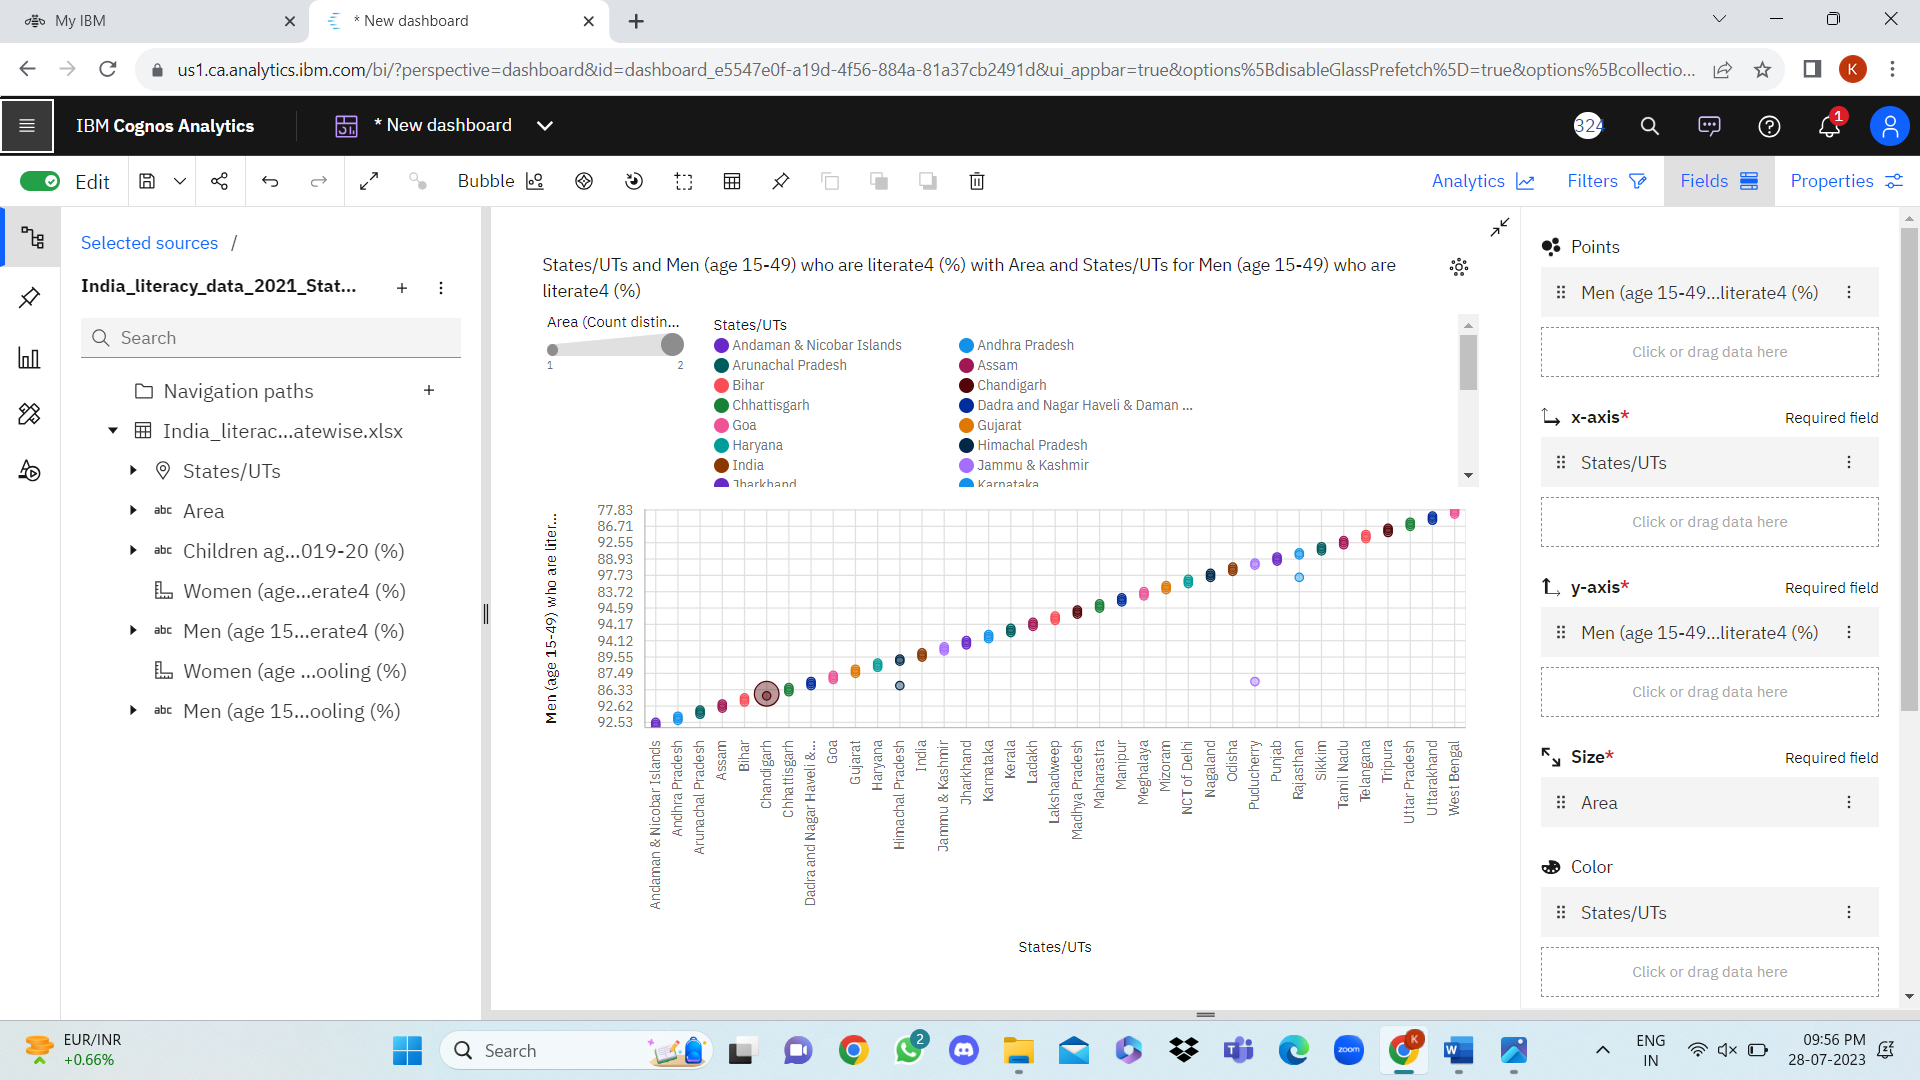 My IBM
* New dashboard
us1.ca.analytics.ibm.com/bi/?perspective=dashboard&id=dashboard_e5547e0f-a19d-4f56-884a-81a37cb2491d&ui_appbar=true&options%5BdisableGlassPrefetch%5D=true&options%5Bcollectio...
K
IBM Cognos Analytics
* New dashboard
324
1
Edit
Bubble
Analytics
Filters
Fields
Properties
Selected sources /
India_literacy_data_2021_Stat...
Search
Navigation paths
India_literac...atewise.xlsx
States/UTs
abc Area
abc Children ag...019-20 (%)
Women (age...erate4 (%)
abc Men (age 15...erate4 (%)
Women (age ...ooling (%)
abc Men (age 15...ooling (%)
States/UTs and Men (age 15-49) who are literate4 (%) with Area and States/UTs for Men (age 15-49) who are
literate4 (%)
Area (Count distin...
1
2
States/UTs
Andaman & Nicobar Islands
Andhra Pradesh
Arunachal Pradesh
Assam
Bihar
Chandigarh
Chhattisgarh
Dadra and Nagar Haveli & Daman ...
Goa
Gujarat
Haryana
Himachal Pradesh
India
Jammu & Kashmir
Jharkhand
Karnataka
Men (age 15-49) who are liter...
77.83
86.71
92.55
88.93
97.73
83.72
94.59
94.17
94.12
89.55
87.49
86.33
92.62
92.53
Andaman & Nicobar Islands
Andhra Pradesh
Arunachal Pradesh
Assam
Bihar
Chandigarh
Chhattisgarh
Dadra and Nagar Haveli &...
Goa
Gujarat
Haryana
Himachal Pradesh
India
Jammu & Kashmir
Jharkhand
Karnataka
Kerala
Ladakh
Lakshadweep
Madhya Pradesh
Maharastra
Manipur
Meghalaya
Mizoram
NCT of Delhi
Nagaland
Odisha
Puducherry
Punjab
Rajasthan
Sikkim
Tamil Nadu
Telangana
Tripura
Uttar Pradesh
Uttarakhand
West Bengal
States/UTs
Points
Men (age 15-49...literate4 (%)
Click or drag data here
x-axis* Required field
States/UTs
Click or drag data here
y-axis* Required field
Men (age 15-49...literate4 (%)
Click or drag data here
Size* Required field
Area
Color
States/UTs
Click or drag data here
EUR/INR
+0.66%
Search
2
zoom
K
ENG
IN
09:56 PM
28-07-2023